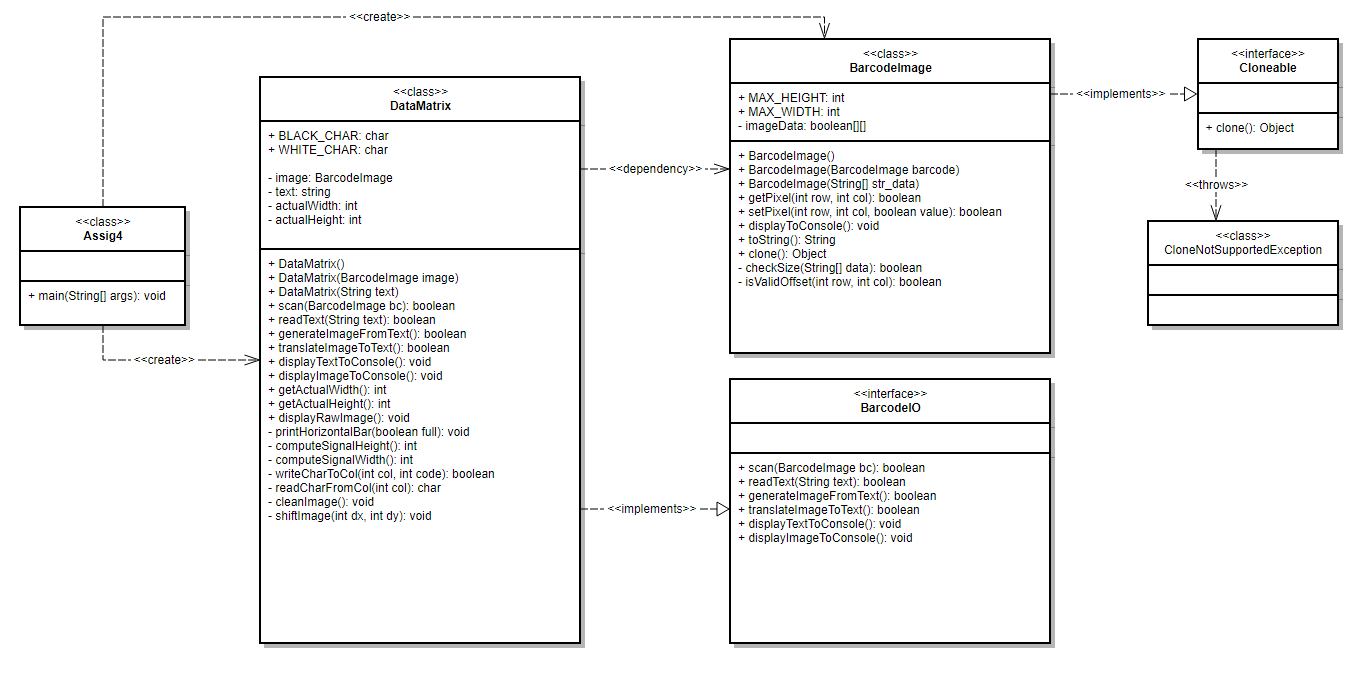 <<create>>
<<class>>
Assig4
+ main(String[] args): void
<<create>>
<<class>>
DataMatrix
+ BLACK_CHAR: char
+ WHITE_CHAR: char
- image: BarcodeImage
- text: string
- actualWidth: int
- actualHeight: int
+ DataMatrix()
+ DataMatrix(BarcodeImage image)
+ DataMatrix(String text)
+ scan(BarcodeImage bc): boolean
+ readText(String text): boolean
+ generateImageFromText(): boolean
+ translateImageToText(): boolean
+ displayTextToConsole(): void
+ displayImageToConsole(): void
+ getActualWidth(): int
+ getActualHeight(): int
+ displayRawImage(): void
- printHorizontalBar(boolean full): void
- computeSignalHeight(): int
- computeSignalWidth(): int
- writeCharToCol(int col, int code): boolean
- readCharFromCol(int col): char
- cleanImage(): void
- shiftImage(int dx, int dy): void
<<dependency>>
<<implements>>
<<class>>
BarcodeImage
+ MAX_HEIGHT: int
+ MAX_WIDTH: int
- imageData: boolean[][]
+ BarcodeImage()
+ BarcodeImage(BarcodeImage barcode)
+ BarcodeImage(String[] str_data)
+ getPixel(int row, int col): boolean
+ setPixel(int row, int col, boolean value): boolean
+ displayToConsole(): void
+ toString(): String
+ clone(): Object
- checkSize(String[] data): boolean
- isValidOffset(int row, int col): boolean
<<interface>>
BarcodeIO
+ scan(BarcodeImage bc): boolean
+ readText(String text): boolean
+ generateImageFromText(): boolean
+ translateImageToText(): boolean
+ displayTextToConsole(): void
+ displayImageToConsole(): void
<<implements>>
<<interface>>
Cloneable
+ clone(): Object
<<throws>>
<<class>>
CloneNotSupportedException